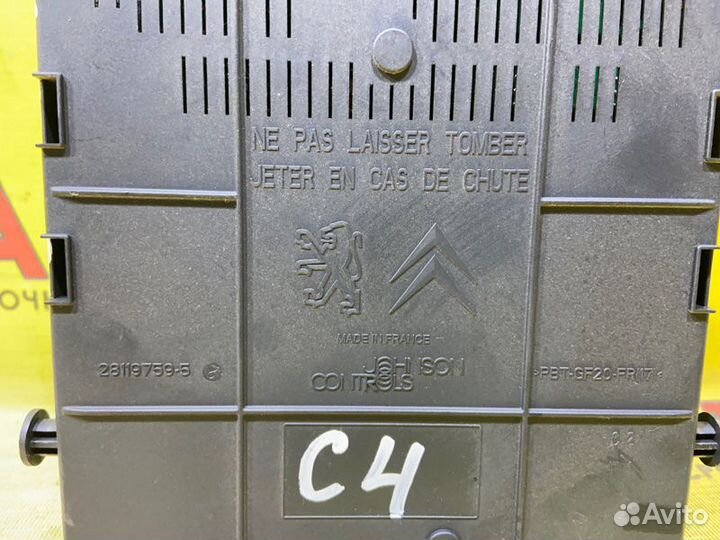 NE PAS LAISSER TOMBER
JETER EN CAS DE CHUTE
MADE IN FRANCE
28119759-5
JOHNSON
CONTROLS
>PBT-GF20-FR(17)<
C4
Avito